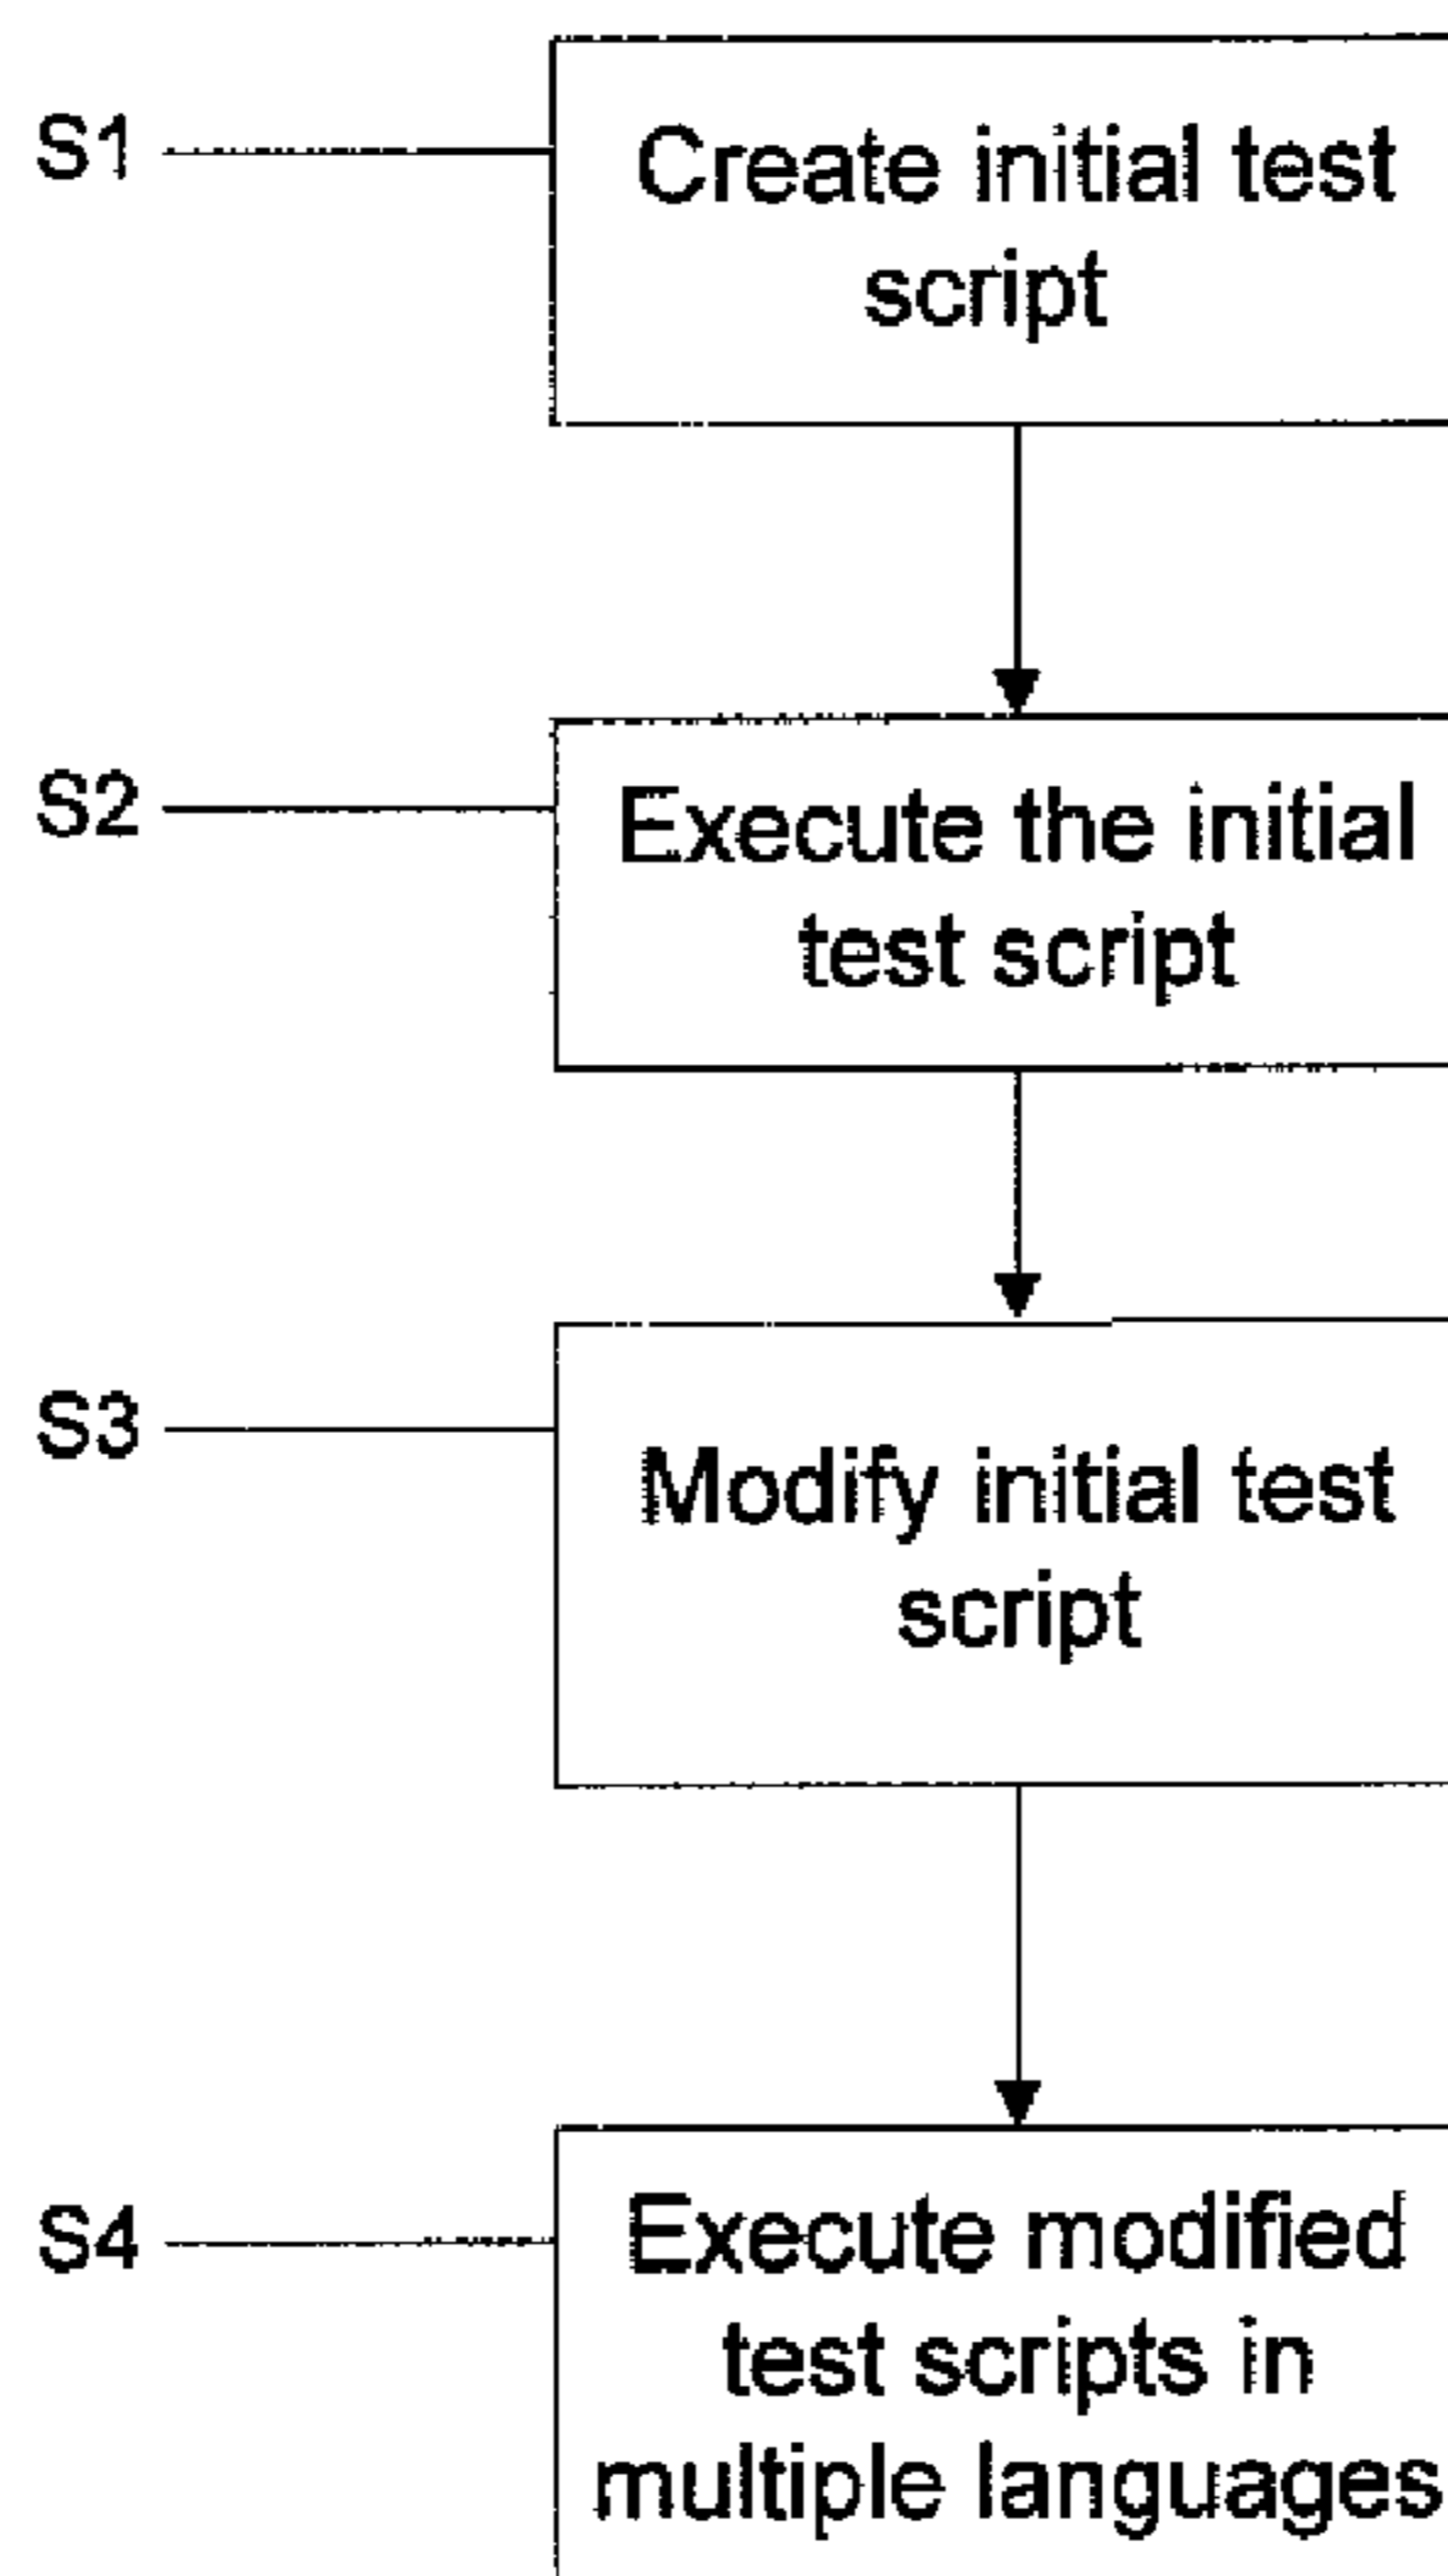 S1
Create initial test
script
S2
Execute the initial
test script
S3
Modify initial test
script
S4
Execute modified
test scripts in
multiple languages